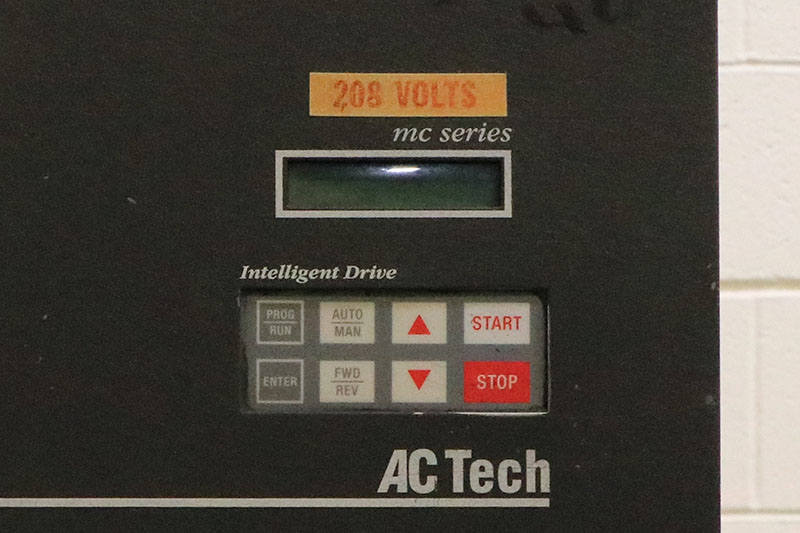 208 VOLTS
mc series
Intelligent Drive
PROG
RUN
AUTO
MAN
START
ENTER
FWD
REV
STOP
AC Tech